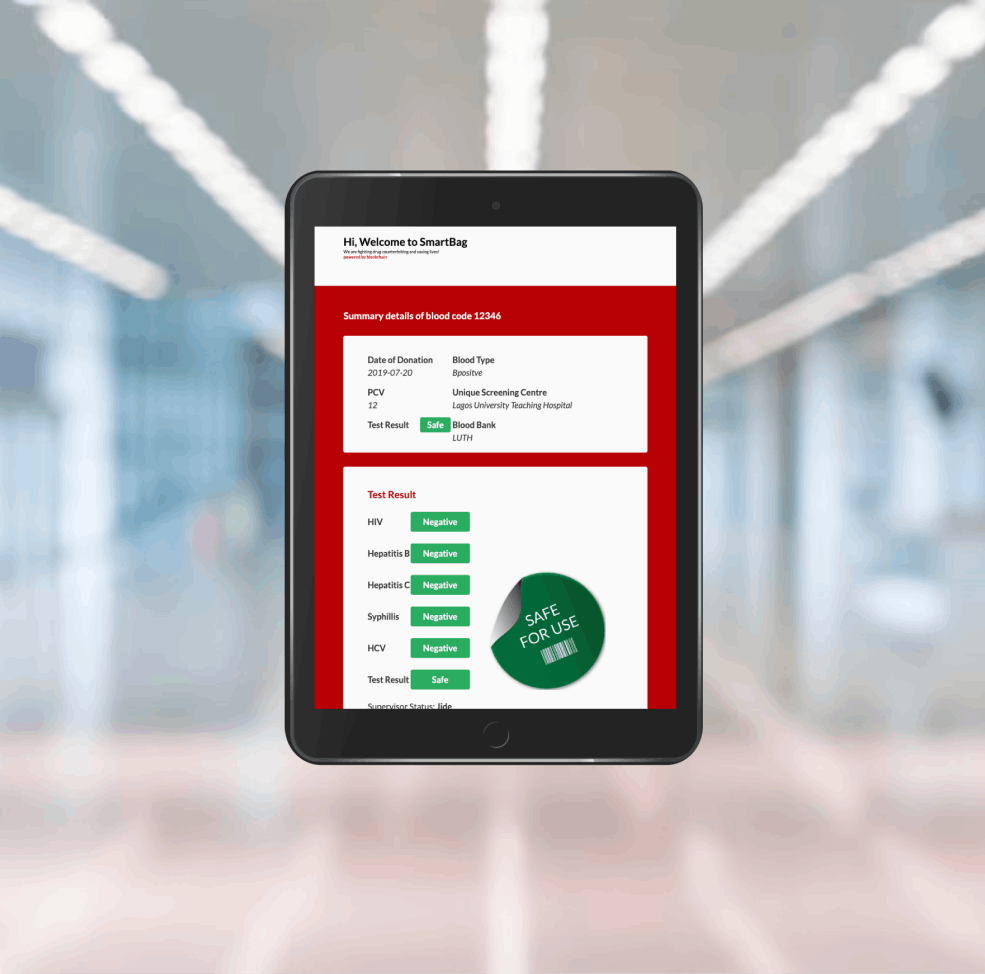 Hi, Welcome to SmartBag
We are fighting drug counterfeiting and saving lives!
powered by blockchain
Summary details of blood code 12346
Date of Donation Blood Type
2019-07-20 Bpositve
PCV Unique Screening Centre
12 Lagos University Teaching Hospital
Test Result Safe Blood Bank
LUTH
Test Result
HIV Negative
Hepatitis B Negative
Hepatitis C Negative
Syphillis Negative
HCV Negative
Test Result Safe
SAFE
FOR USE
Supervisor Status: Jide